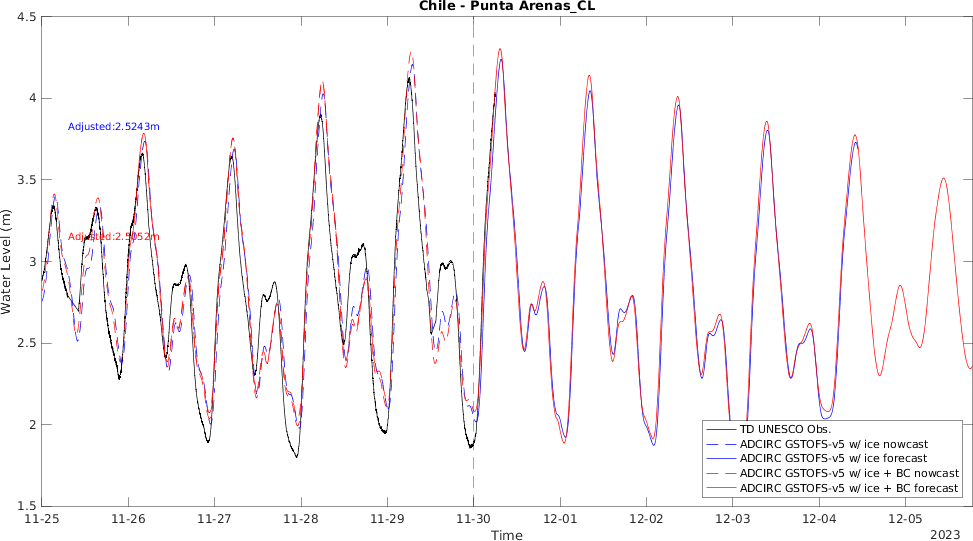 Chile - Punta Arenas_CL
4.5
4
3.5
3
2.5
2
1.5
Water Level (m)
Adjusted:2.5243m
Adjusted:2.5052m
TD UNESCO Obs.
ADCIRC GSTOFS-v5 w/ ice nowcast
ADCIRC GSTOFS-v5 w/ ice forecast
ADCIRC GSTOFS-v5 w/ ice + BC nowcast
ADCIRC GSTOFS-v5 w/ ice + BC forecast
11-25 11-26 11-27 11-28 11-29 11-30 12-01 12-02 12-03 12-04 12-05
Time
2023